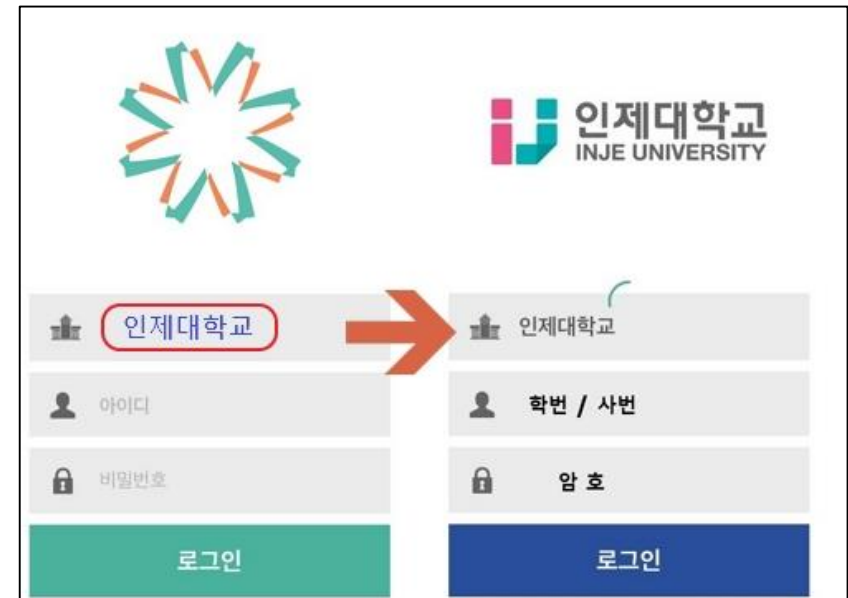 인제대학교
아이디
비밀번호
로그인
인제대학교
INJE UNIVERSITY
인제대학교
학번 / 사번
암 호
로그인